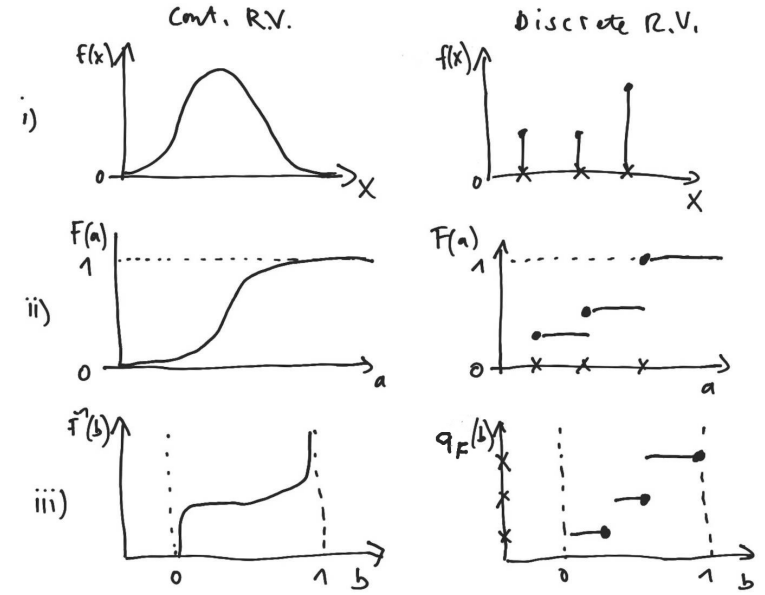 Cont. R.V.
Discrete R.V.
i)
f(x)
0
X
f(x)
0
X
ii)
F(a)
1
0
a
F(a)
1
0
a
iii)
F⁻¹(b)
0
1
b
q_F(b)
0
1
b